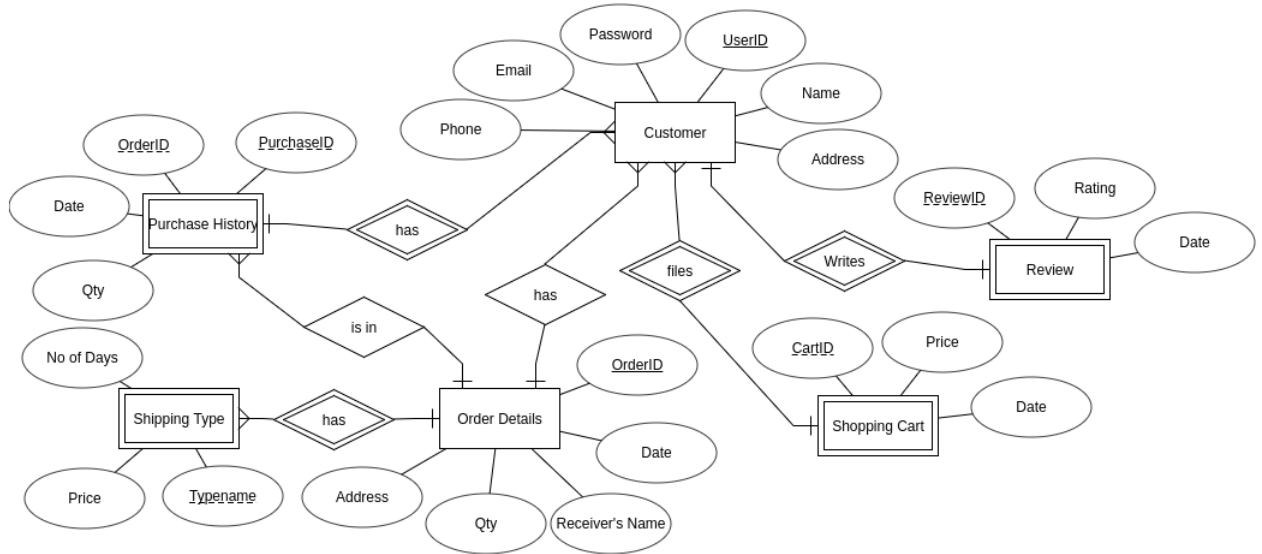 Password
UserID
Email
Name
Phone
Customer
Address
OrderID
PurchaseID
Date
Purchase History
Qty
has
has
files
Writes
ReviewID
Rating
Date
Review
is in
No of Days
Shipping Type
has
Order Details
OrderID
Date
Price
Typename
Address
Qty
Receiver's Name
CartID
Price
Date
Shopping Cart